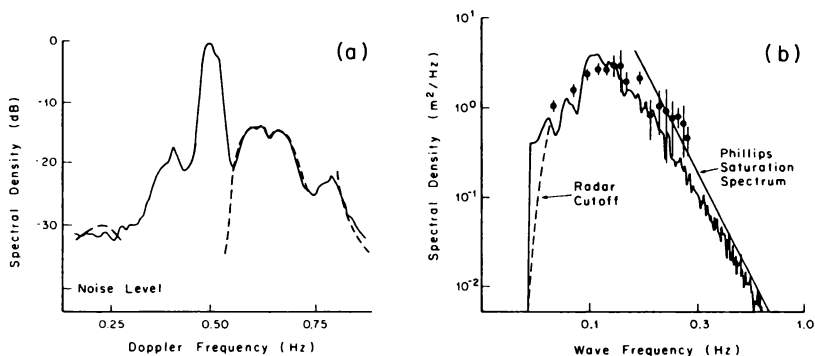 (a)
Spectral Density (dB)
0
-10
-20
-30
Noise Level
0.25
0.50
0.75
Doppler Frequency (Hz)
(b)
Spectral Density (m²/Hz)
10¹
10⁰
10⁻¹
10⁻²
Phillips
Saturation
Spectrum
Radar
Cutoff
0.1
0.3
1.0
Wave Frequency (Hz)